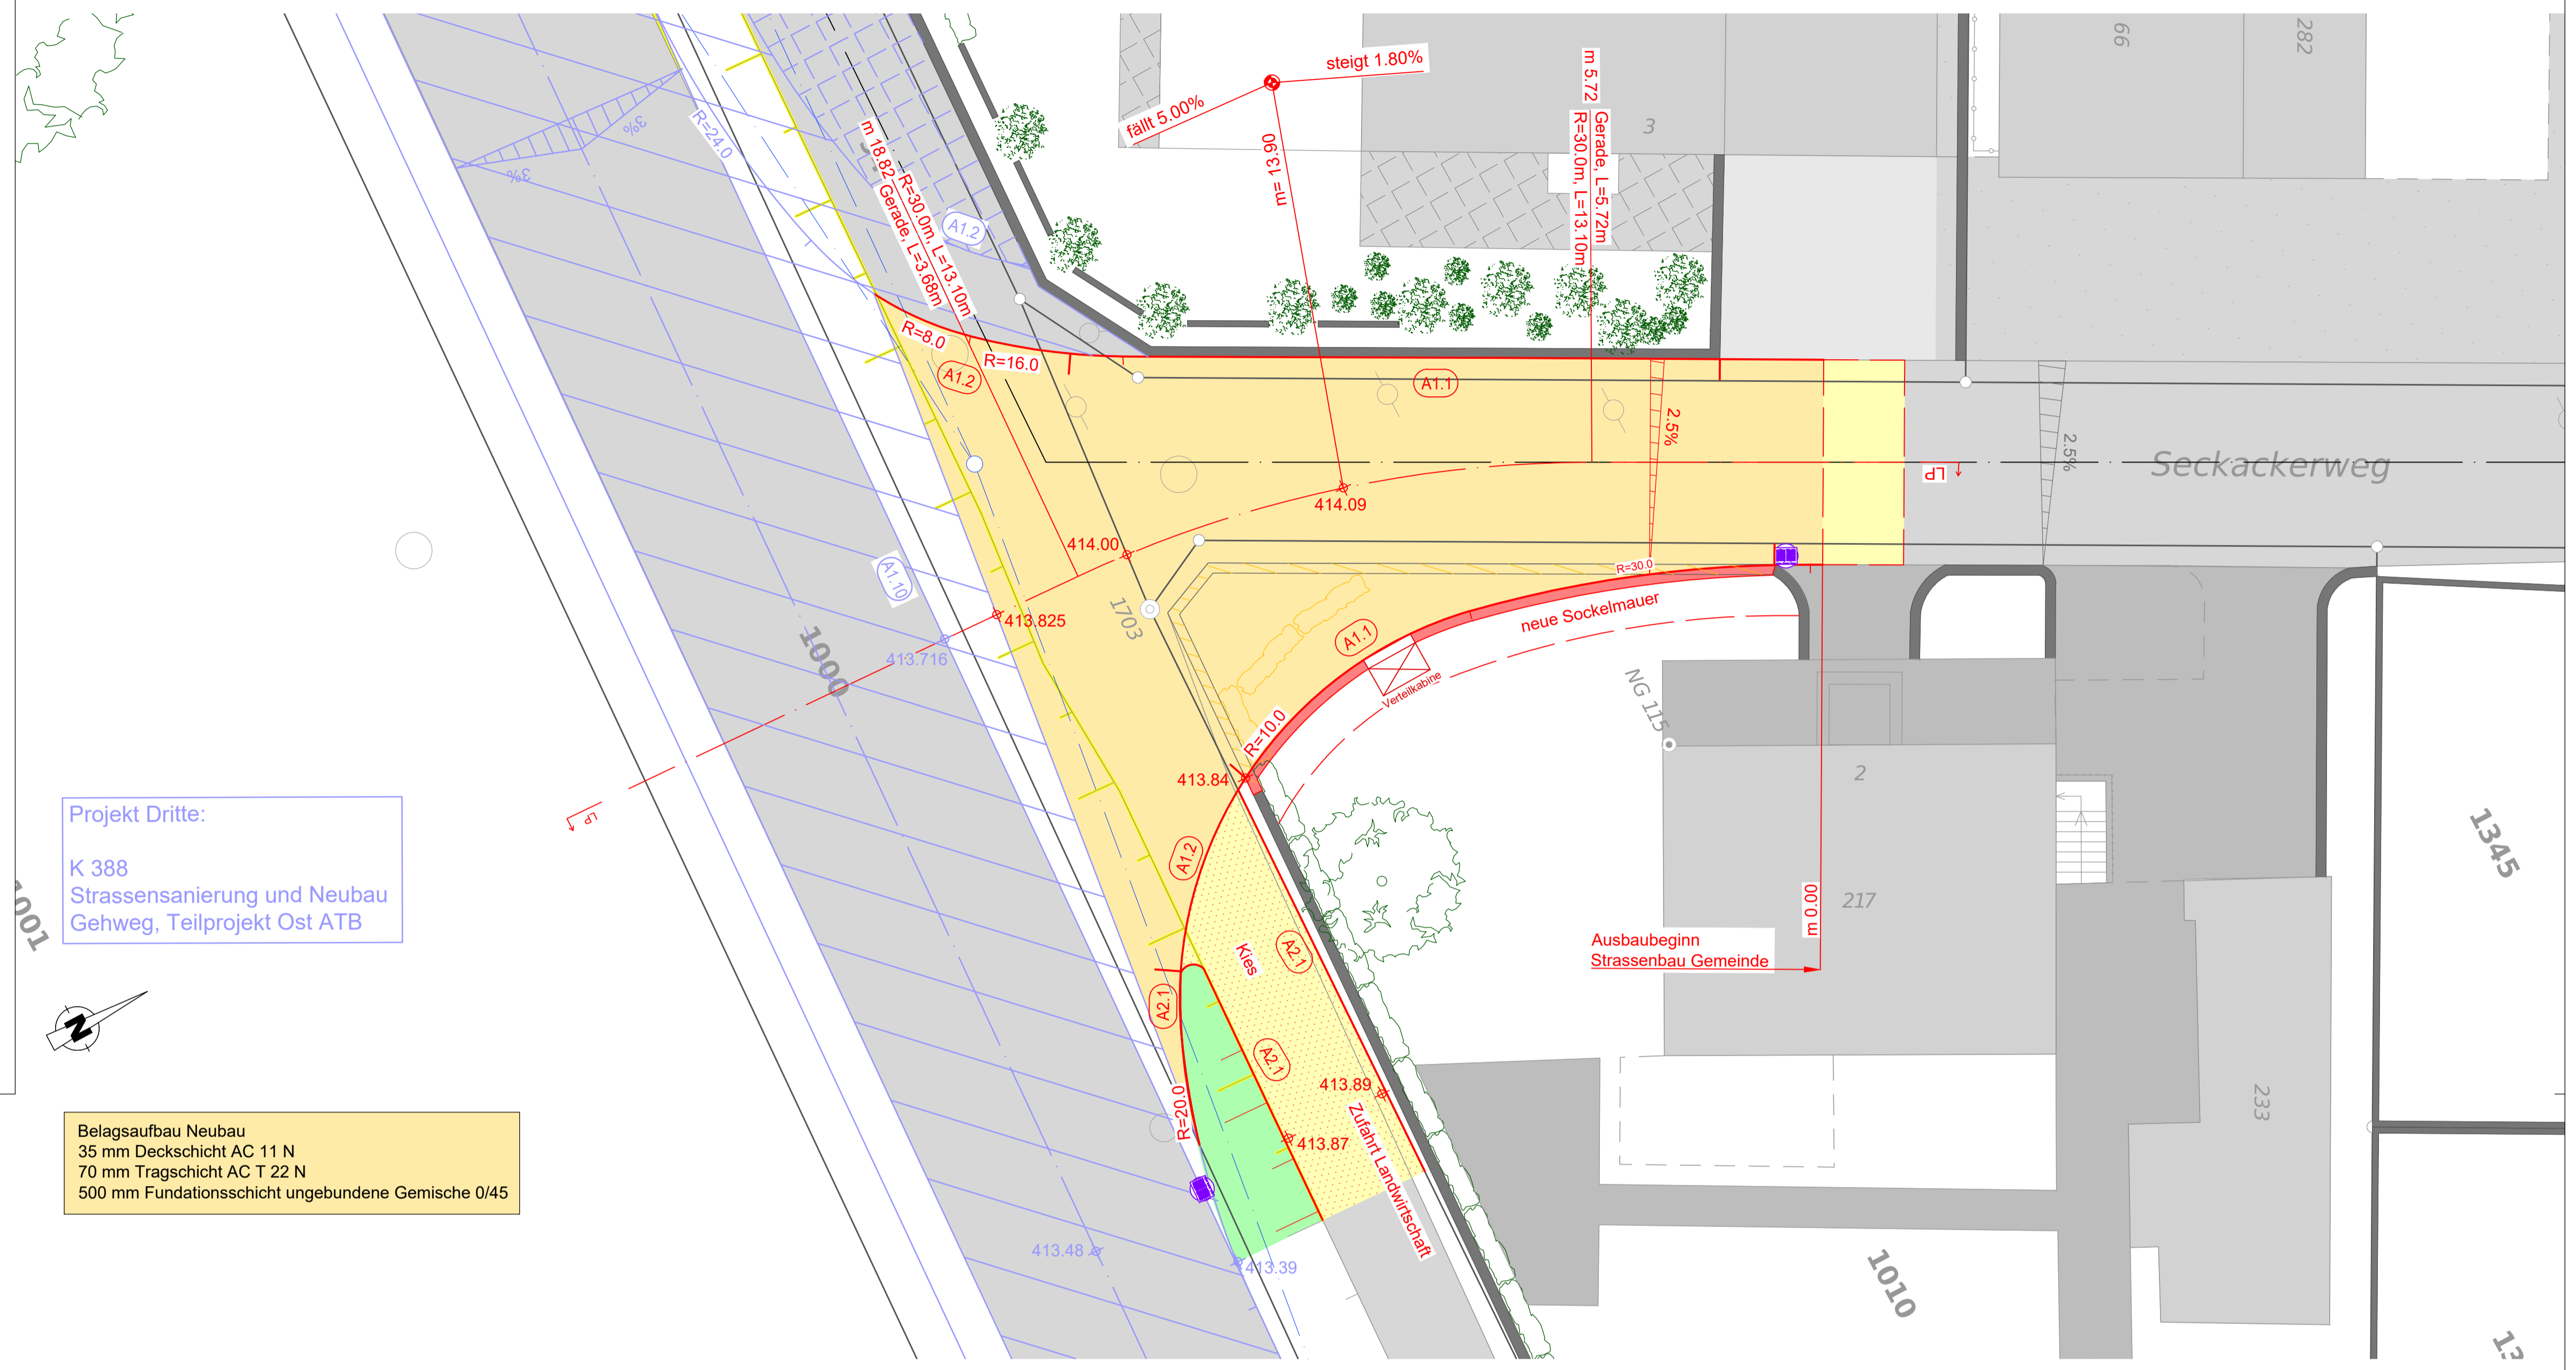 steigt 1.80%
fällt 5.00%
m= 13.90
m 5.72
Gerade, L=5.72m
R=30.0m, L=13.10m
3
66
282
3%
3%
R=24.0
m 18.82
R=30.0m, L=13.10m
Gerade, L=3.68m
A1.2
R=8.0
R=16.0
A1.2
A1.1
2.5%
2.5%
LP
Seckackerweg
414.09
414.00
413.825
413.716
A1.10
1000
1703
R=30.0
neue Sockelmauer
A1.1
Verteilkabine
R=10.0
413.84
NG 115
2
217
LP
Projekt Dritte:
K 388
Strassensanierung und Neubau
Gehweg, Teilprojekt Ost ATB
1001
N
A1.2
Kies
A2.1
A2.1
A2.1
m 0.00
Ausbaubeginn
Strassenbau Gemeinde
1345
233
413.89
413.87
Zufahrt Landwirtschaft
R=20.0
413.48
413.39
1010
Belagsaufbau Neubau
35 mm Deckschicht AC 11 N
70 mm Tragschicht AC T 22 N
500 mm Fundationsschicht ungebundene Gemische 0/45